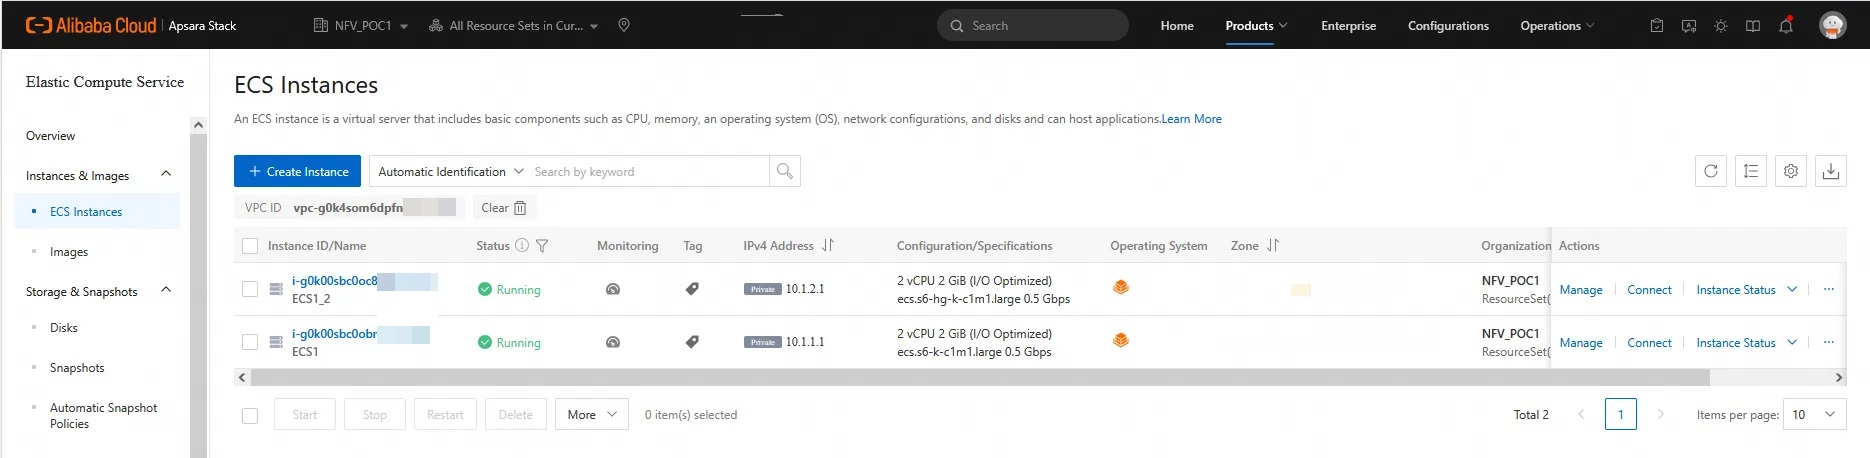 Alibaba Cloud | Apsara Stack NFV_POC1 All Resource Sets in Cur... Search Home Products Enterprise Configurations Operations
Elastic Compute Service
Overview
Instances & Images
ECS Instances
Images
Storage & Snapshots
Disks
Snapshots
Automatic Snapshot
Policies
ECS Instances
An ECS instance is a virtual server that includes basic components such as CPU, memory, an operating system (OS), network configurations, and disks and can host applications.Learn More
+ Create Instance Automatic Identification Search by keyword
VPC ID vpc-g0k4som6dpfn Clear
Instance ID/Name Status Monitoring Tag IPv4 Address Configuration/Specifications Operating System Zone Organization Actions
i-g0k00sbc0oc8 Running Private 10.1.2.1 2 vCPU 2 GiB (I/O Optimized) NFV_POC1 Manage Connect Instance Status ...
ECS1_2 ecs.s6-hg-k-c1m1.large 0.5 Gbps ResourceSet(
i-g0k00sbc0obr Running Private 10.1.1.1 2 vCPU 2 GiB (I/O Optimized) NFV_POC1 Manage Connect Instance Status ...
ECS1 ecs.s6-k-c1m1.large 0.5 Gbps ResourceSet(
Start Stop Restart Delete More 0 item(s) selected Total 2 1 Items per page: 10